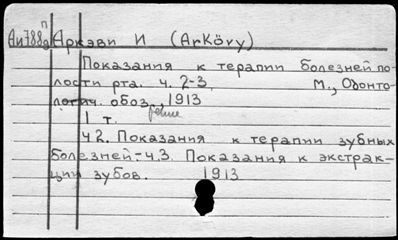 Аркэви И (Arkövy)
Показания к терапии болезней по-
лости рта. ч. 2-3. М., Одонто-
логич. обоз., 1913
1 т.
ч2. Показания к терапии зубных
болезней-ч.3. Показания к экстрак-
ции зубов. 1913